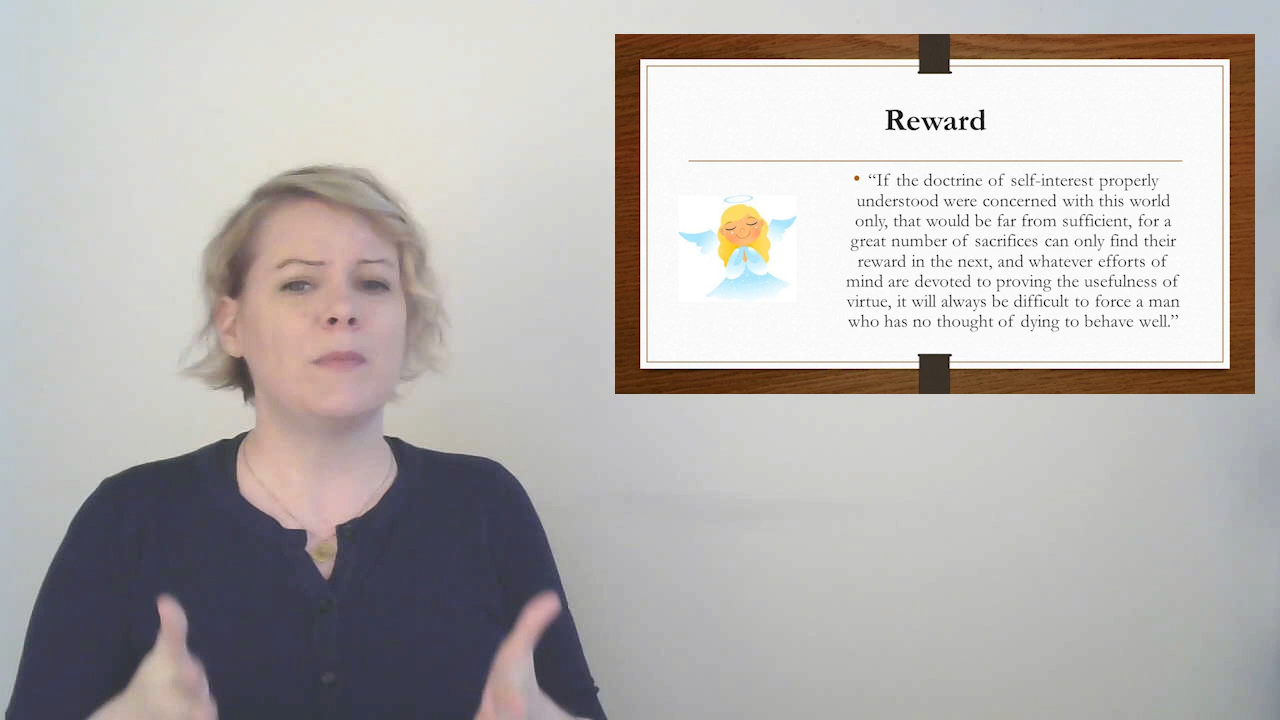 Reward
• “If the doctrine of self-interest properly
understood were concerned with this world
only, that would be far from sufficient, for a
great number of sacrifices can only find their
reward in the next, and whatever efforts of
mind are devoted to proving the usefulness of
virtue, it will always be difficult to force a man
who has no thought of dying to behave well.”